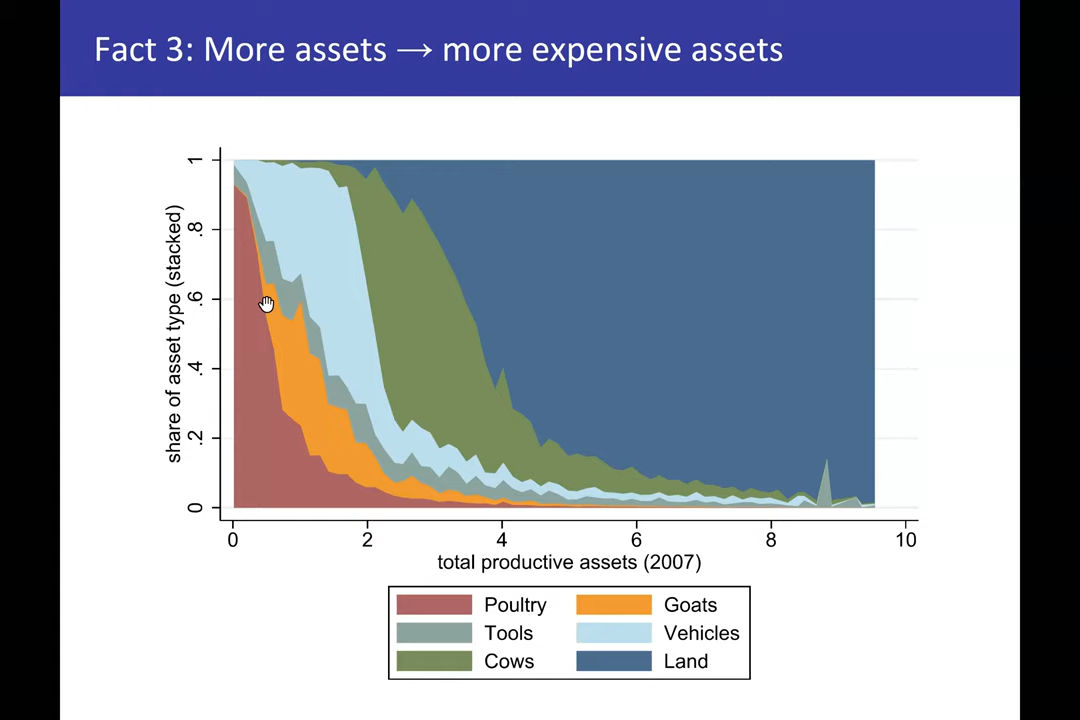 Fact 3: More assets → more expensive assets
share of asset type (stacked)
1
.8
.6
.4
.2
0
0 2 4 6 8 10
total productive assets (2007)
Poultry Goats
Tools Vehicles
Cows Land